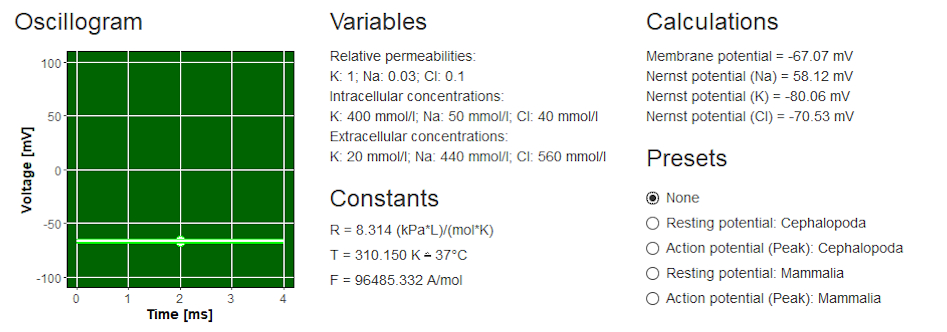 Oscillogram
100
50
0
-50
-100
Voltage [mV]
0 1 2 3 4
Time [ms]
Variables
Relative permeabilities:
K: 1; Na: 0.03; Cl: 0.1
Intracellular concentrations:
K: 400 mmol/l; Na: 50 mmol/l; Cl: 40 mmol/l
Extracellular concentrations:
K: 20 mmol/l; Na: 440 mmol/l; Cl: 560 mmol/l
Constants
R = 8.314 (kPa*L)/(mol*K)
T = 310.150 K ≙ 37°C
F = 96485.332 A/mol
Calculations
Membrane potential = -67.07 mV
Nernst potential (Na) = 58.12 mV
Nernst potential (K) = -80.06 mV
Nernst potential (Cl) = -70.53 mV
Presets
None
Resting potential: Cephalopoda
Action potential (Peak): Cephalopoda
Resting potential: Mammalia
Action potential (Peak): Mammalia